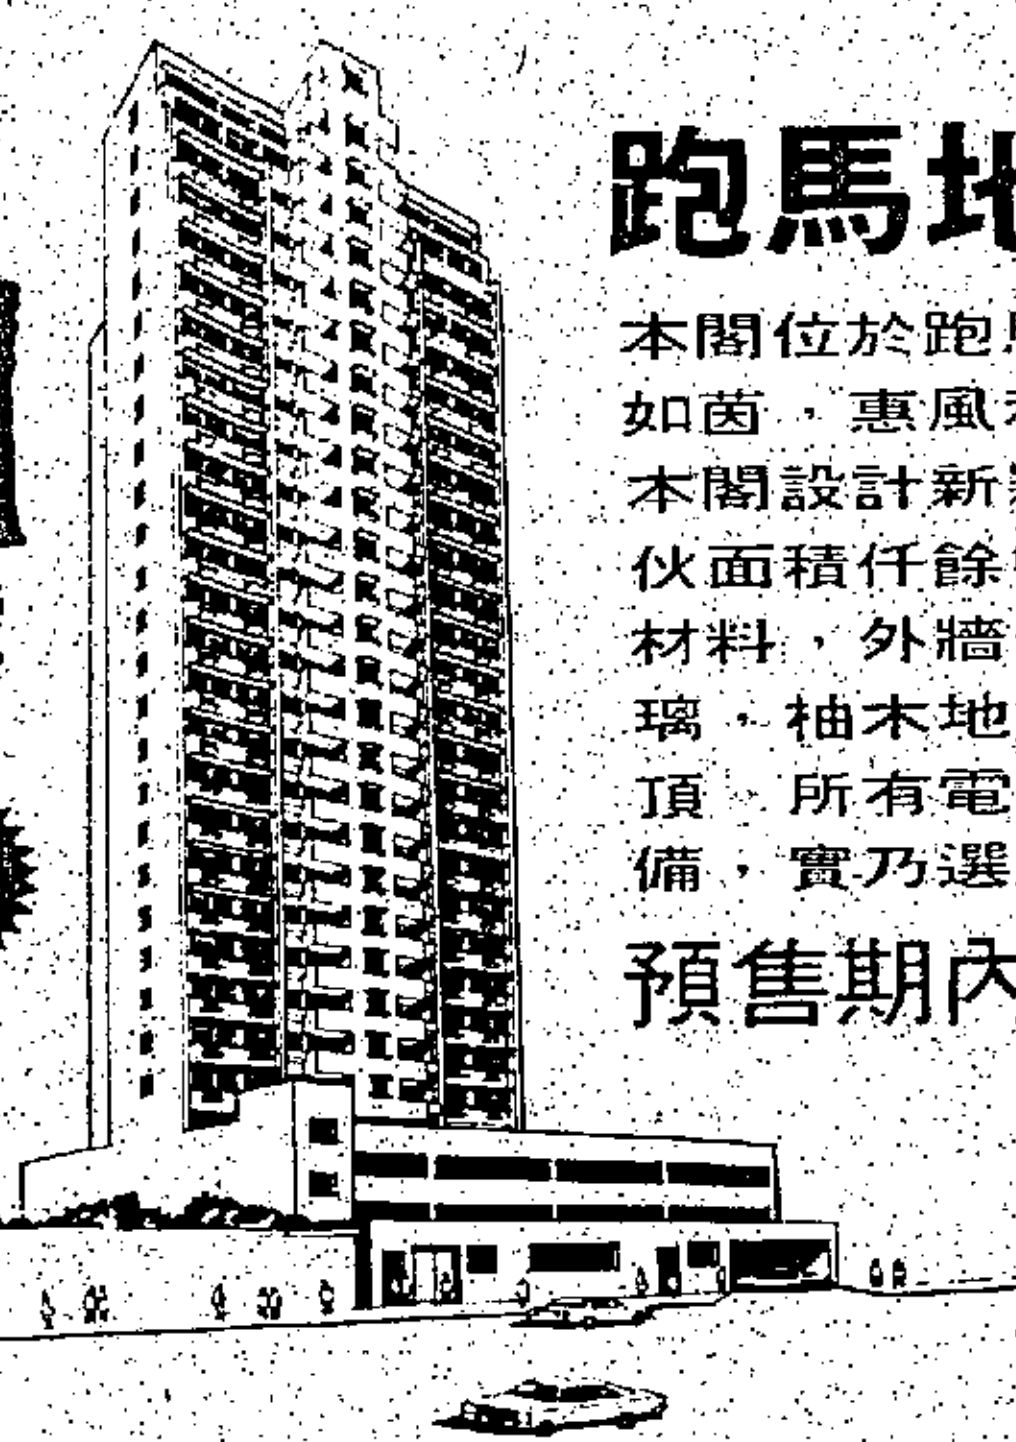 跑馬地
本閣位於跑馬
如茵，惠風
本閣設計新
伙面積仟餘
材料，外牆
璃，柚木地
頂，所有電
備，實乃選
預售期內